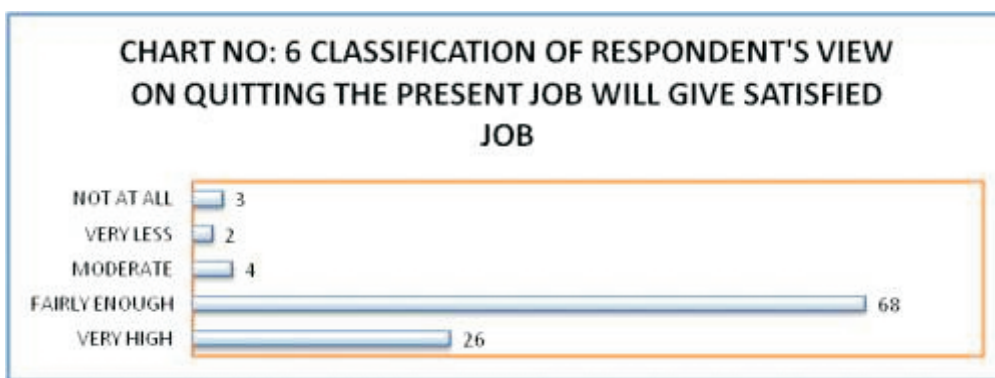 CHART NO: 6 CLASSIFICATION OF RESPONDENT'S VIEW
ON QUITTING THE PRESENT JOB WILL GIVE SATISFIED
JOB
NOT AT ALL 3
VERY LESS 2
MODERATE 4
FAIRLY ENOUGH 68
VERY HIGH 26